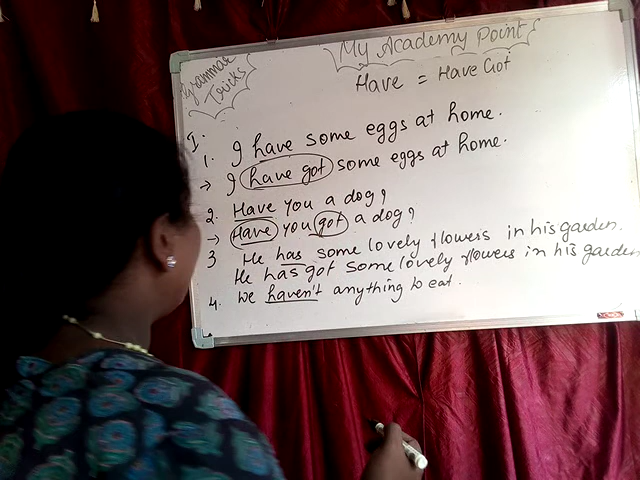 Grammar Tricks
My Academy Point
Have = Have Got
I.
1. I have some eggs at home.
→ I have got some eggs at home.
2. Have you a dog?
→ Have you got a dog?
3 He has some lovely flowers in his garden.
He has got some lovely flowers in his garden
4. We haven't anything to eat.